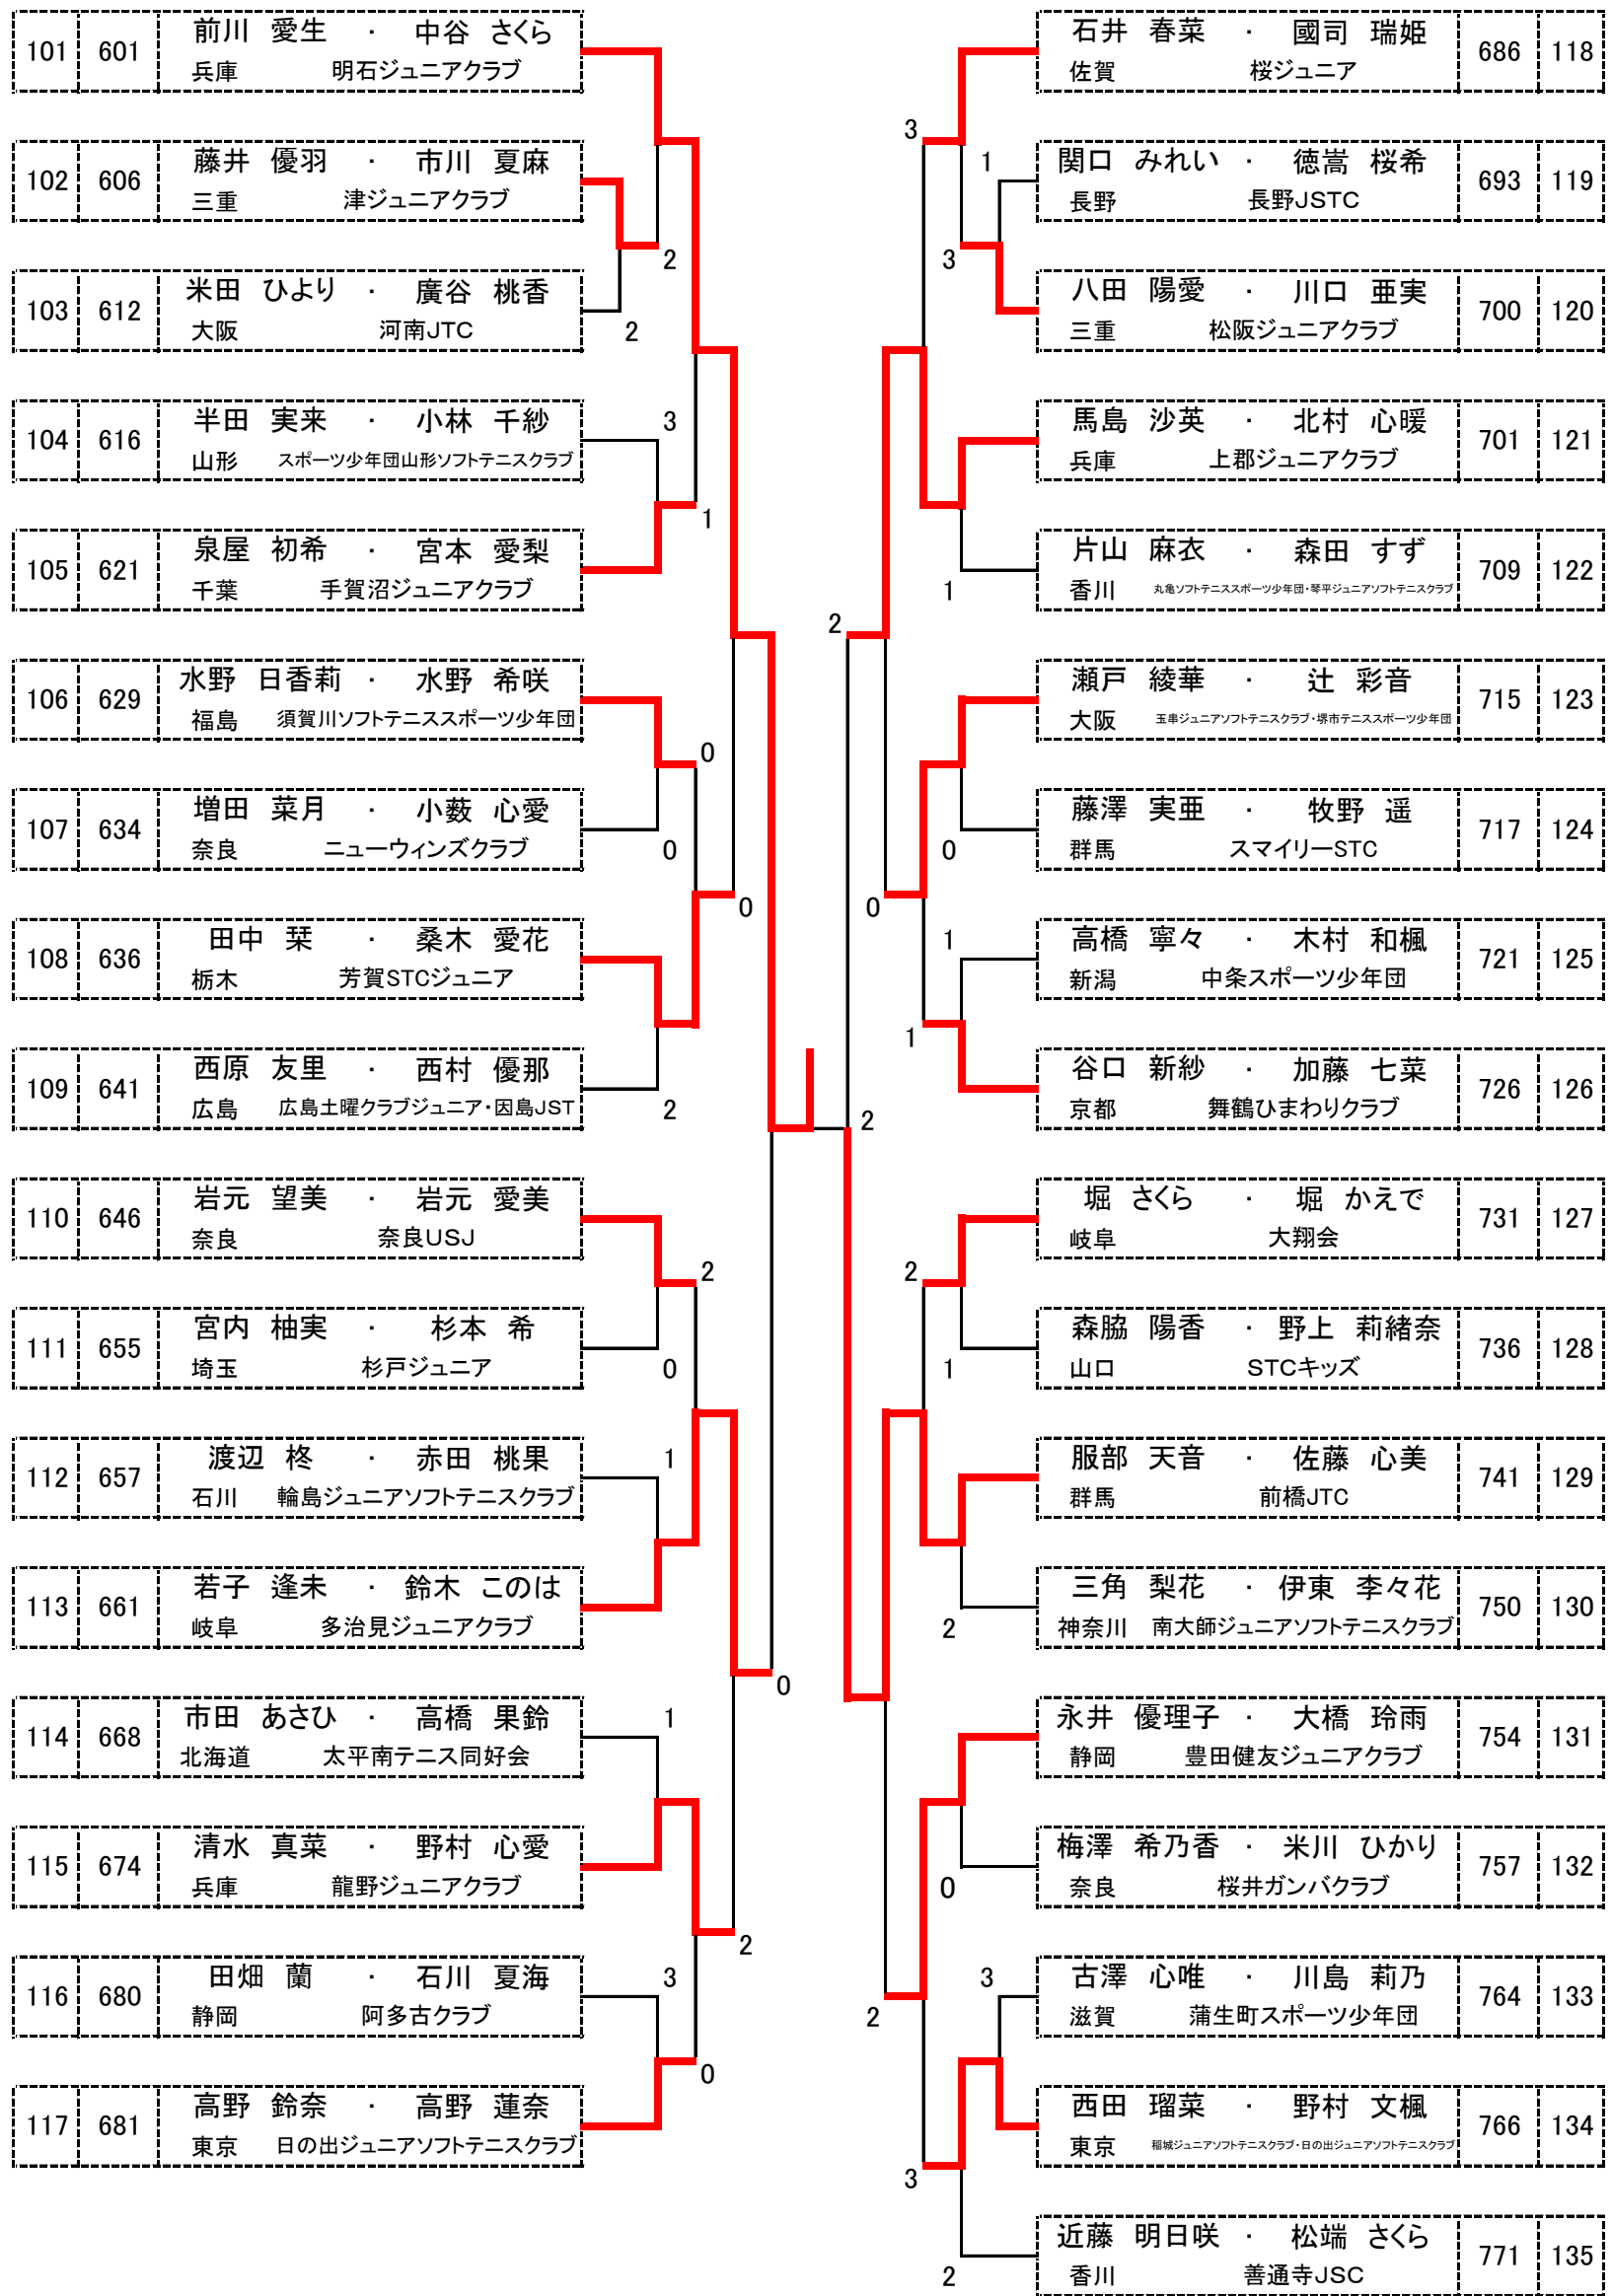 101 601 前川 愛生 ・ 中谷 さくら
兵庫 明石ジュニアクラブ
102 606 藤井 優羽 ・ 市川 夏麻
三重 津ジュニアクラブ
2
103 612 米田 ひより ・ 廣谷 桃香
大阪 河南JTC
2
104 616 半田 実来 ・ 小林 千紗
山形 スポーツ少年団山形ソフトテニスクラブ
3
1
105 621 泉屋 初希 ・ 宮本 愛梨
千葉 手賀沼ジュニアクラブ
106 629 水野 日香莉 ・ 水野 希咲
福島 須賀川ソフトテニススポーツ少年団
0
107 634 増田 菜月 ・ 小薮 心愛
奈良 ニューウィンズクラブ
0
0
108 636 田中 栞 ・ 桑木 愛花
栃木 芳賀STCジュニア
109 641 西原 友里 ・ 西村 優那
広島 広島土曜クラブジュニア・因島JST
2
110 646 岩元 望美 ・ 岩元 愛美
奈良 奈良USJ
2
111 655 宮内 柚実 ・ 杉本 希
埼玉 杉戸ジュニア
0
112 657 渡辺 柊 ・ 赤田 桃果
石川 輪島ジュニアソフトテニスクラブ
1
113 661 若子 逢未 ・ 鈴木 このは
岐阜 多治見ジュニアクラブ
0
114 668 市田 あさひ ・ 高橋 果鈴
北海道 太平南テニス同好会
1
115 674 清水 真菜 ・ 野村 心愛
兵庫 龍野ジュニアクラブ
2
116 680 田畑 蘭 ・ 石川 夏海
静岡 阿多古クラブ
3
0
117 681 高野 鈴奈 ・ 高野 蓮奈
東京 日の出ジュニアソフトテニスクラブ
石井 春菜 ・ 國司 瑞姫 686 118
佐賀 桜ジュニア
3
1
関口 みれい ・ 徳嵩 桜希 693 119
長野 長野JSTC
3
八田 陽愛 ・ 川口 亜実 700 120
三重 松阪ジュニアクラブ
馬島 沙英 ・ 北村 心暖 701 121
兵庫 上郡ジュニアクラブ
片山 麻衣 ・ 森田 すず 709 122
香川 丸亀ソフトテニススポーツ少年団・琴平ジュニアソフトテニスクラブ
1
2
瀬戸 綾華 ・ 辻 彩音 715 123
大阪 玉串ジュニアソフトテニスクラブ・堺市テニススポーツ少年団
藤澤 実亜 ・ 牧野 遥 717 124
群馬 スマイリーSTC
0
0
1
高橋 寧々 ・ 木村 和楓 721 125
新潟 中条スポーツ少年団
1
谷口 新紗 ・ 加藤 七菜 726 126
京都 舞鶴ひまわりクラブ
2
堀 さくら ・ 堀 かえで 731 127
岐阜 大翔会
2
森脇 陽香 ・ 野上 莉緒奈 736 128
山口 STCキッズ
1
服部 天音 ・ 佐藤 心美 741 129
群馬 前橋JTC
三角 梨花 ・ 伊東 李々花 750 130
神奈川 南大師ジュニアソフトテニスクラブ
2
永井 優理子 ・ 大橋 玲雨 754 131
静岡 豊田健友ジュニアクラブ
梅澤 希乃香 ・ 米川 ひかり 757 132
奈良 桜井ガンバクラブ
0
3
古澤 心唯 ・ 川島 莉乃 764 133
滋賀 蒲生町スポーツ少年団
2
西田 瑠菜 ・ 野村 文楓 766 134
東京 稲城ジュニアソフトテニスクラブ・日の出ジュニアソフトテニスクラブ
3
近藤 明日咲 ・ 松端 さくら 771 135
香川 善通寺JSC
2